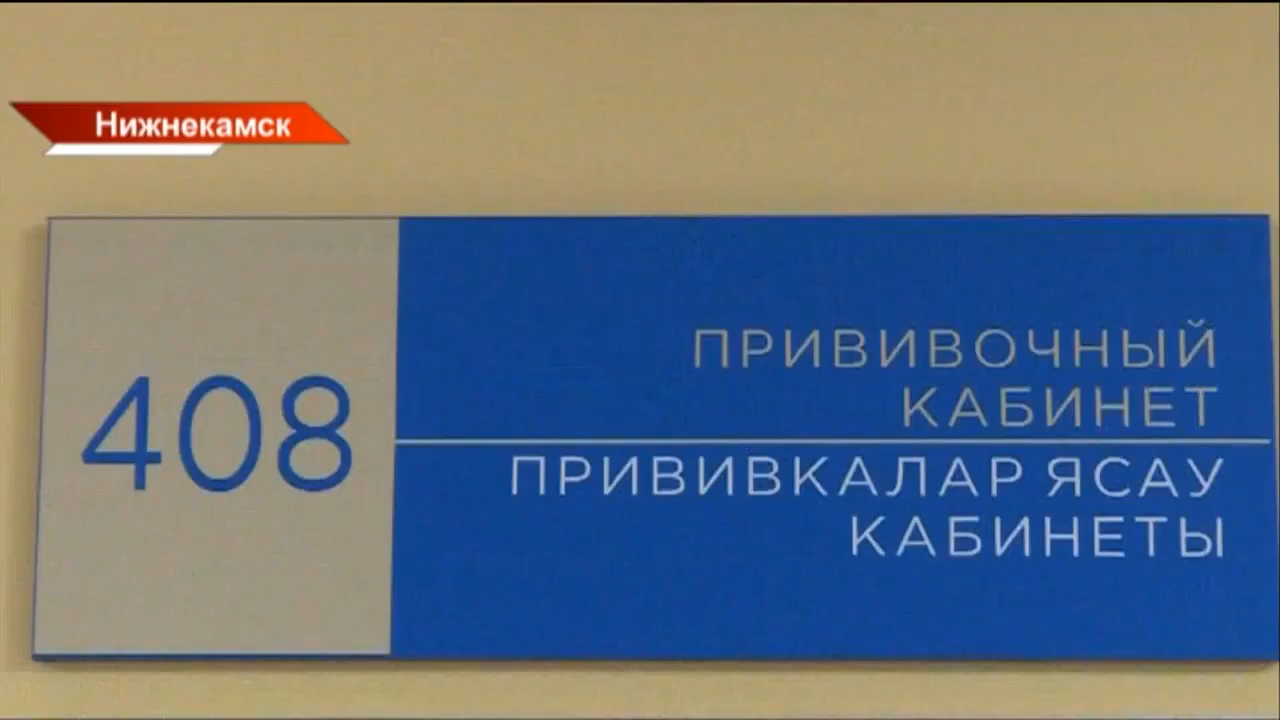 Нижнекамск
408
ПРИВИВОЧНЫЙ
КАБИНЕТ
ПРИВИВКАЛАР ЯСАУ
КАБИНЕТЫ